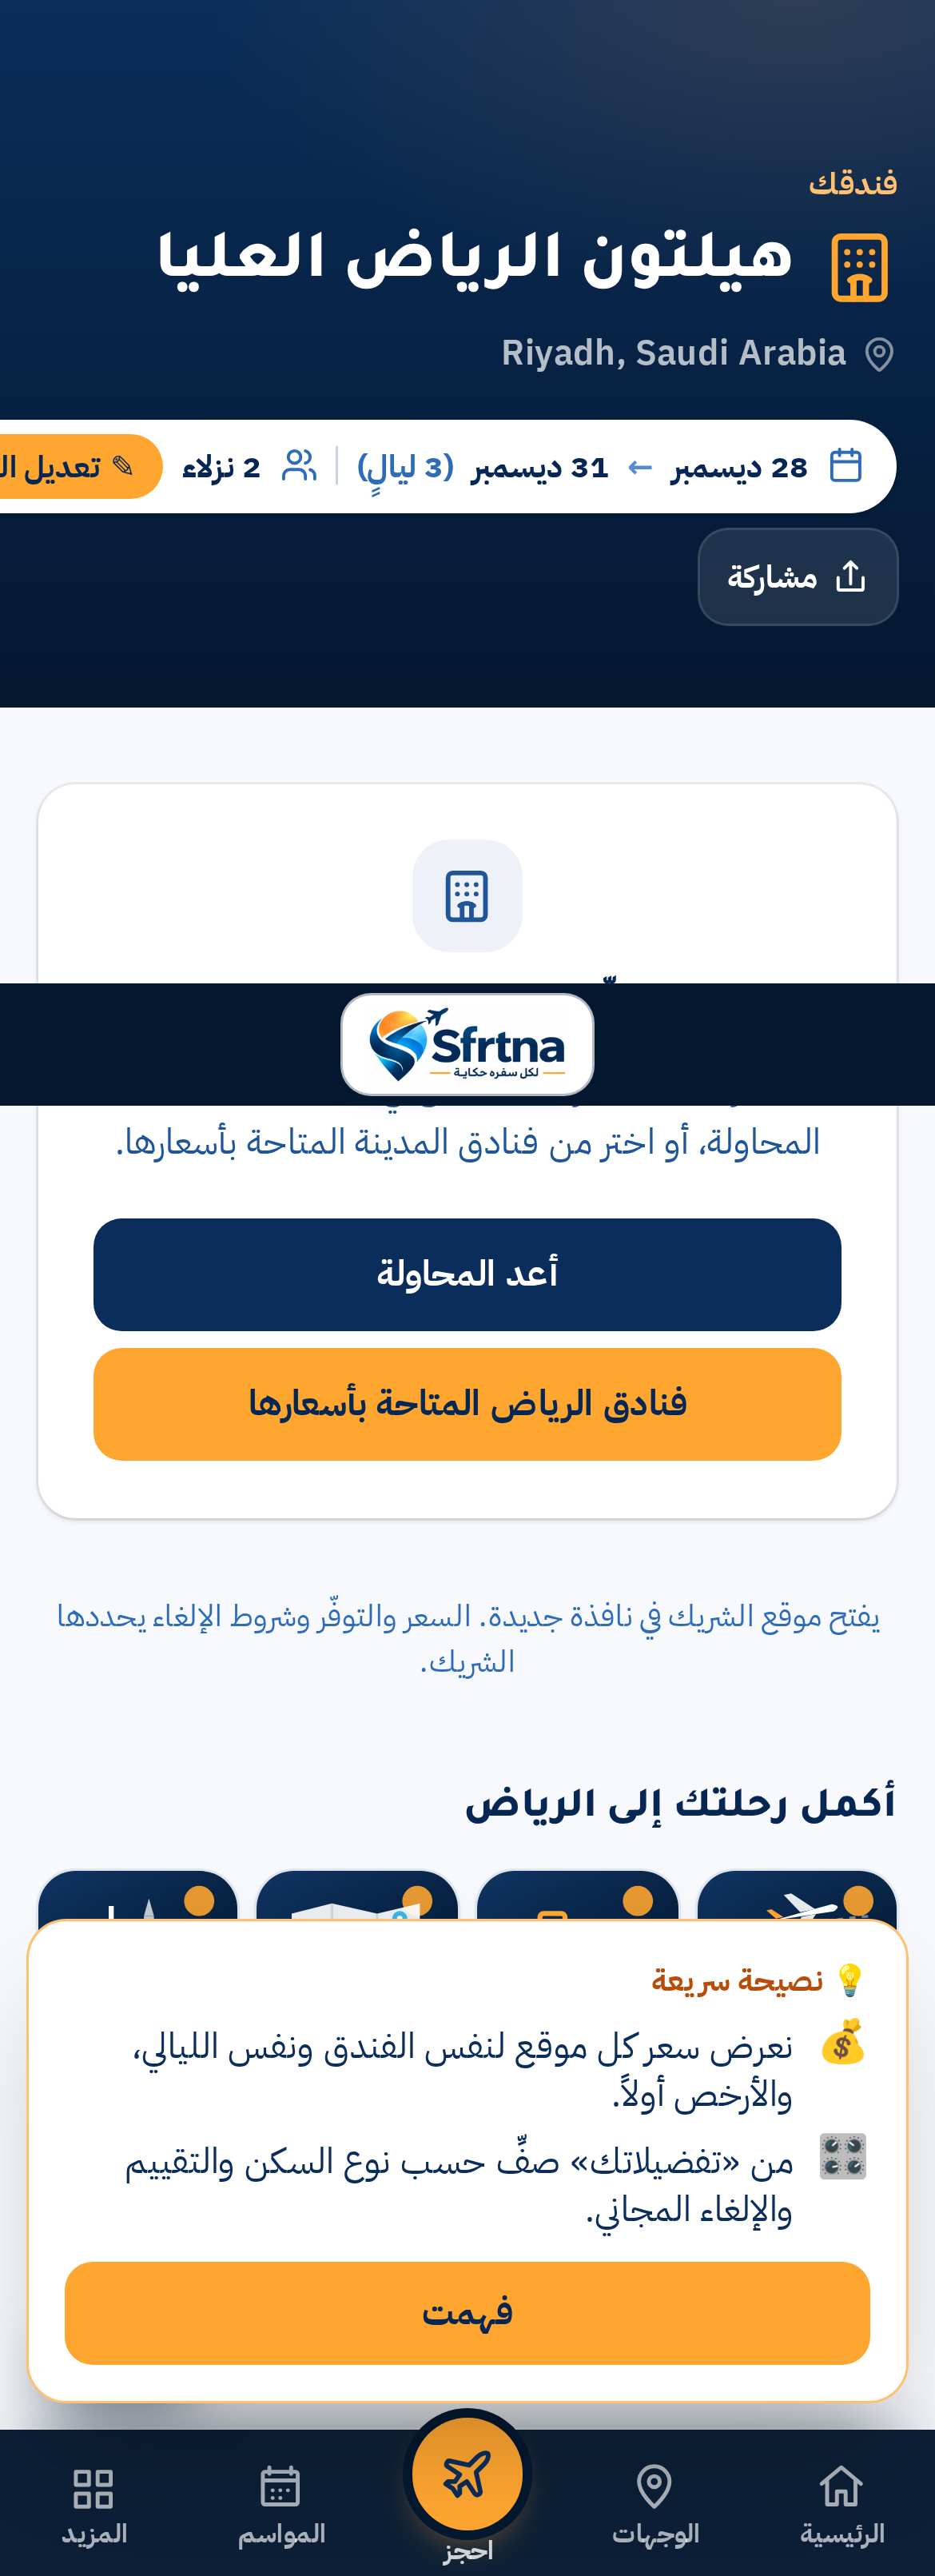 فندقك
هيلتون الرياض العليا
Riyadh, Saudi Arabia
28 ديسمبر ← 31 ديسمبر (3 ليالٍ) 2 نزلاء ✎ تعديل
مشاركة
Sfrtna
لكل سفره حكاية
المحاولة، أو اختر من فنادق المدينة المتاحة بأسعارها.
أعد المحاولة
فنادق الرياض المتاحة بأسعارها
يفتح موقع الشريك في نافذة جديدة. السعر والتوفّر وشروط الإلغاء يحددها
الشريك.
أكمل رحلتك إلى الرياض
💡 نصيحة سريعة
💰 نعرض سعر كل موقع لنفس الفندق ونفس الليالي،
والأرخص أولاً.
🎛️ من «تفضيلاتك» صفِّ حسب نوع السكن والتقييم
والإلغاء المجاني.
فهمت
الرئيسية
الوجهات
احجز
المواسم
المزيد